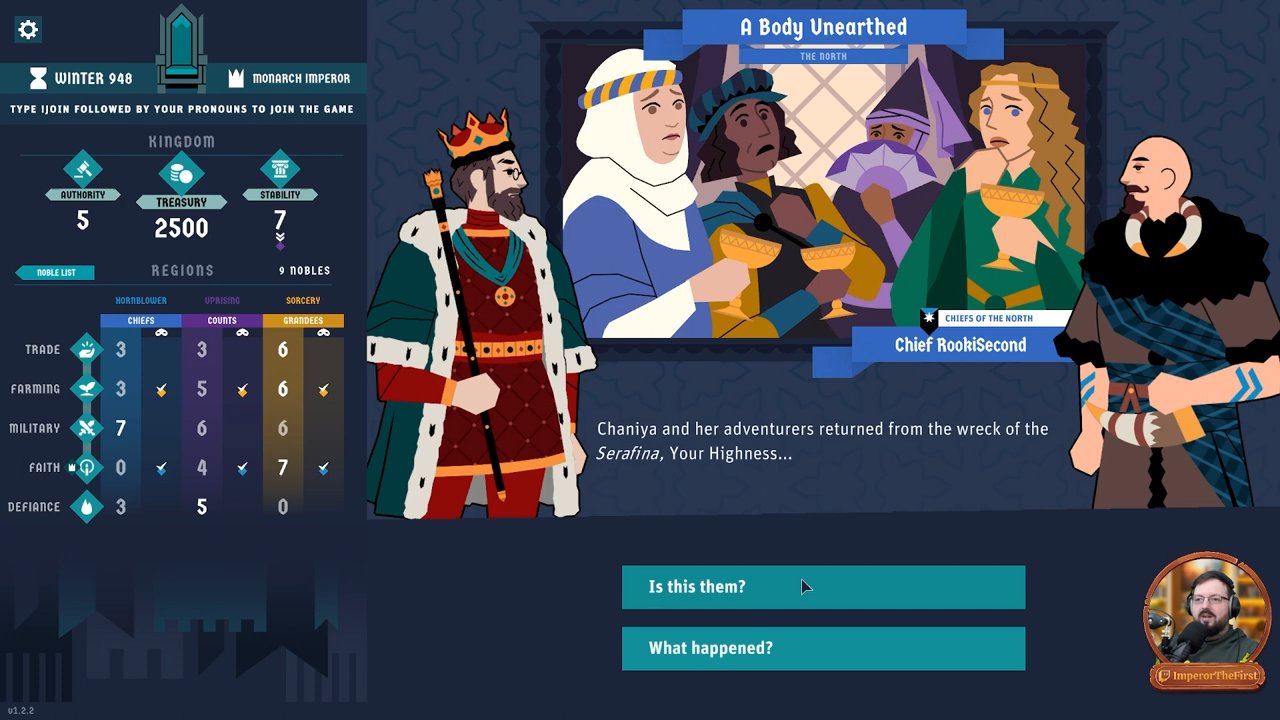 WINTER 948
MONARCH IMPEROR
TYPE !JOIN FOLLOWED BY YOUR PRONOUNS TO JOIN THE GAME
KINGDOM
AUTHORITY
5
TREASURY
2500
STABILITY
7
NOBLE LIST
REGIONS
9 NOBLES
HORNBLOWER UPRISING SORCERY
CHIEFS COUNTS GRANDEES
TRADE 3 3 6
FARMING 3 5 6
MILITARY 7 6 6
FAITH 0 4 7
DEFIANCE 3 5 0
v1.2.2
A Body Unearthed
THE NORTH
CHIEFS OF THE NORTH
Chief RookiSecond
Chaniya and her adventurers returned from the wreck of the
Serafina, Your Highness...
Is this them?
What happened?
ImperorTheFirst